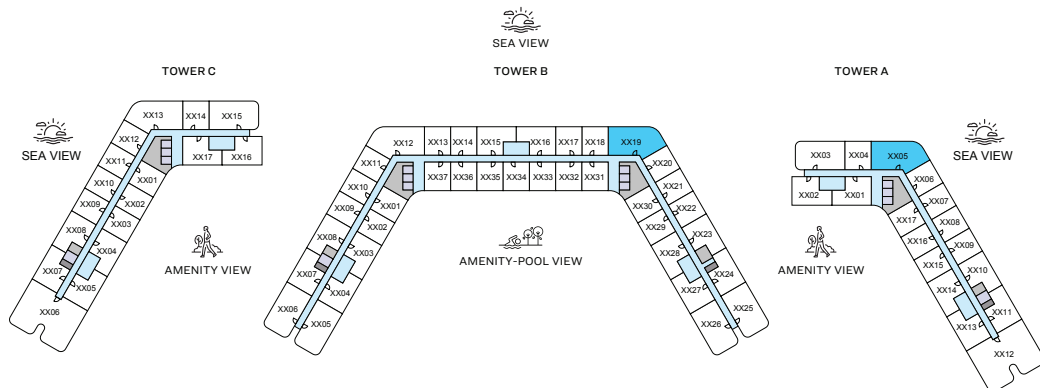 SEA VIEW
TOWER C
TOWER B
TOWER A
SEA VIEW
SEA VIEW
AMENITY VIEW
AMENITY-POOL VIEW
AMENITY VIEW
XX13
XX14
XX15
XX12
XX11
XX17
XX16
XX10
XX01
XX09
XX02
XX08
XX03
XX07
XX04
XX05
XX06
XX12
XX13
XX14
XX15
XX16
XX17
XX18
XX19
XX11
XX37
XX36
XX35
XX34
XX33
XX32
XX31
XX20
XX10
XX01
XX30
XX21
XX09
XX02
XX29
XX22
XX08
XX03
XX28
XX23
XX07
XX04
XX27
XX24
XX06
XX05
XX26
XX25
XX03
XX04
XX05
XX02
XX01
XX06
XX17
XX07
XX16
XX08
XX15
XX09
XX14
XX10
XX13
XX11
XX12